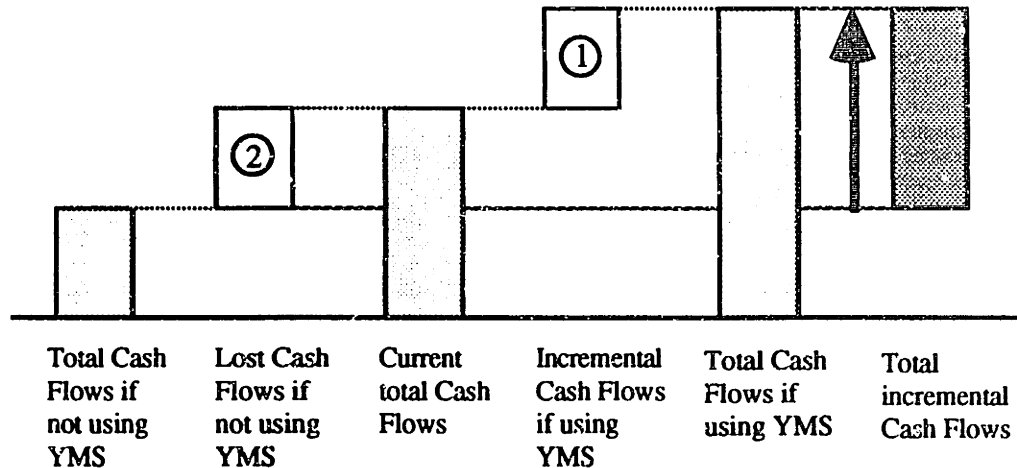 ①
②
Total Cash
Flows if
not using
YMS
Lost Cash
Flows if
not using
YMS
Current
total Cash
Flows
Incremental
Cash Flows
if using
YMS
Total Cash
Flows if
using YMS
Total
incremental
Cash Flows